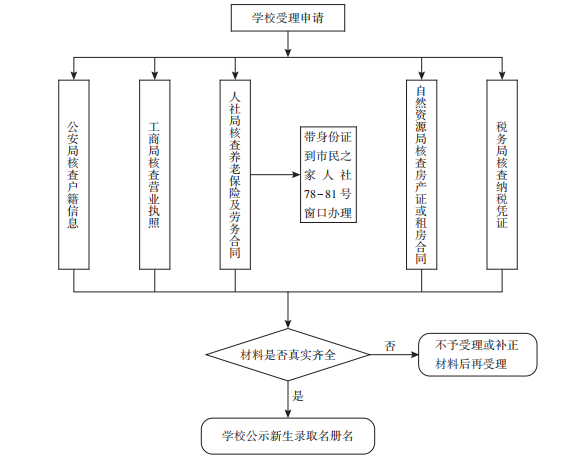 学校受理申请
公安局核查户籍信息
工商局核查营业执照
人社局核查养老保险及劳务合同
带身份证
到市民之
家人社
78-81号
窗口办理
自然资源局核查房产证或租房合同
税务局核查纳税凭证
材料是否真实齐全
否
不予受理或补正
材料后再受理
是
学校公示新生录取名册名